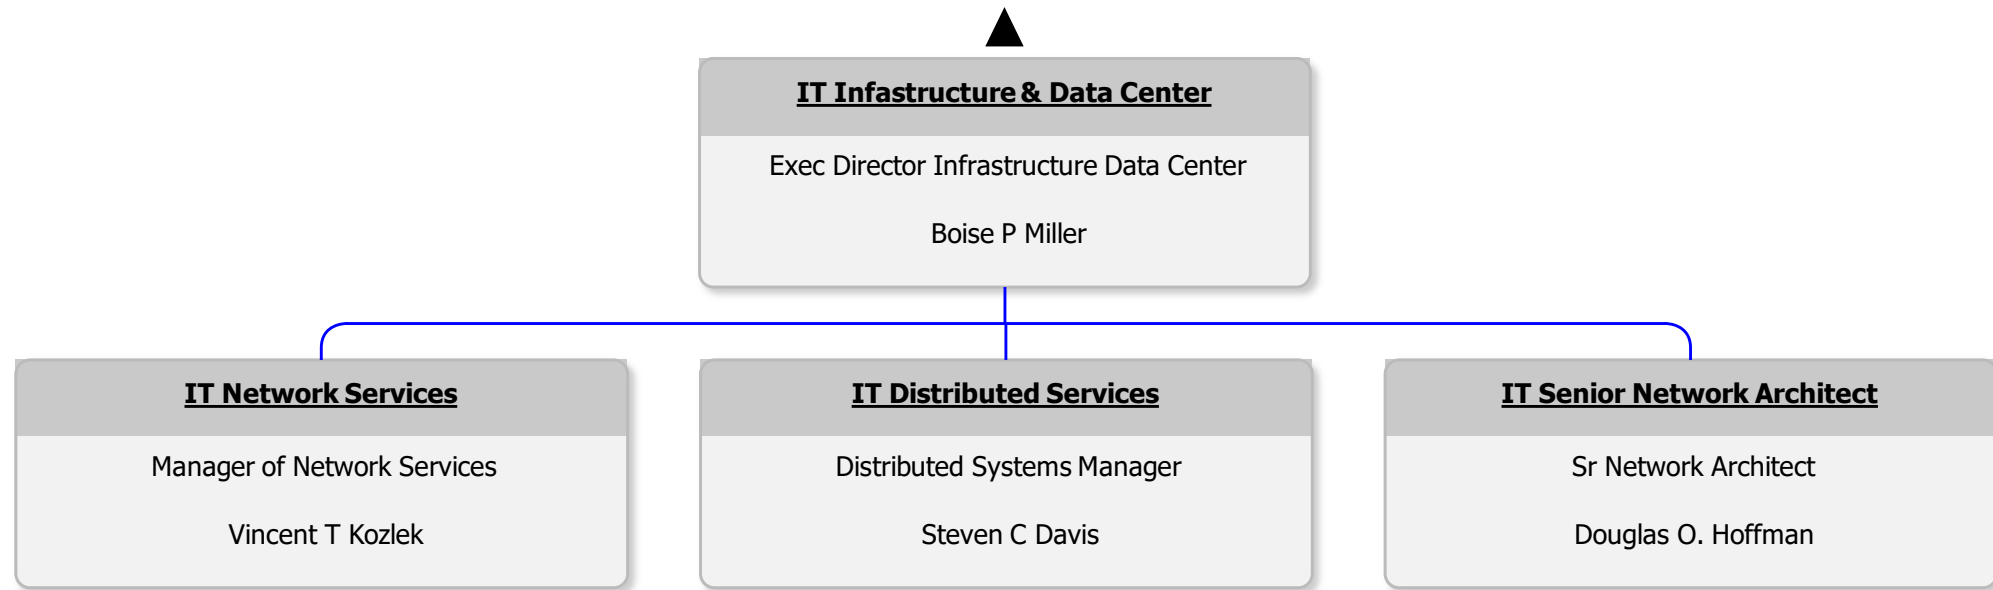 IT Infastructure & Data Center
Exec Director Infrastructure Data Center
Boise P Miller
IT Network Services
Manager of Network Services
Vincent T Kozlek
IT Distributed Services
Distributed Systems Manager
Steven C Davis
IT Senior Network Architect
Sr Network Architect
Douglas O. Hoffman